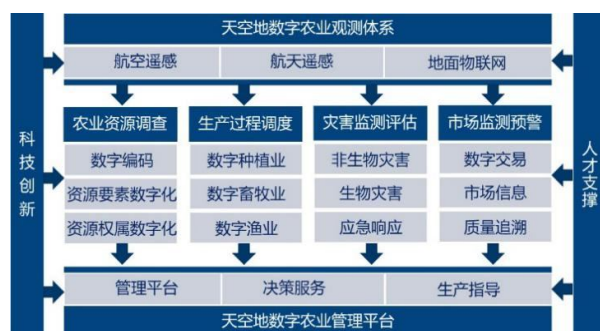 天空地数字农业观测体系
航空遥感 航天遥感 地面物联网
科技创新
人才支撑
农业资源调查 生产过程调度 灾害监测评估 市场监测预警
数字编码 数字种植业 非生物灾害 数字交易
资源要素数字化 数字畜牧业 生物灾害 市场信息
资源权属数字化 数字渔业 应急响应 质量追溯
管理平台 决策服务 生产指导
天空地数字农业管理平台